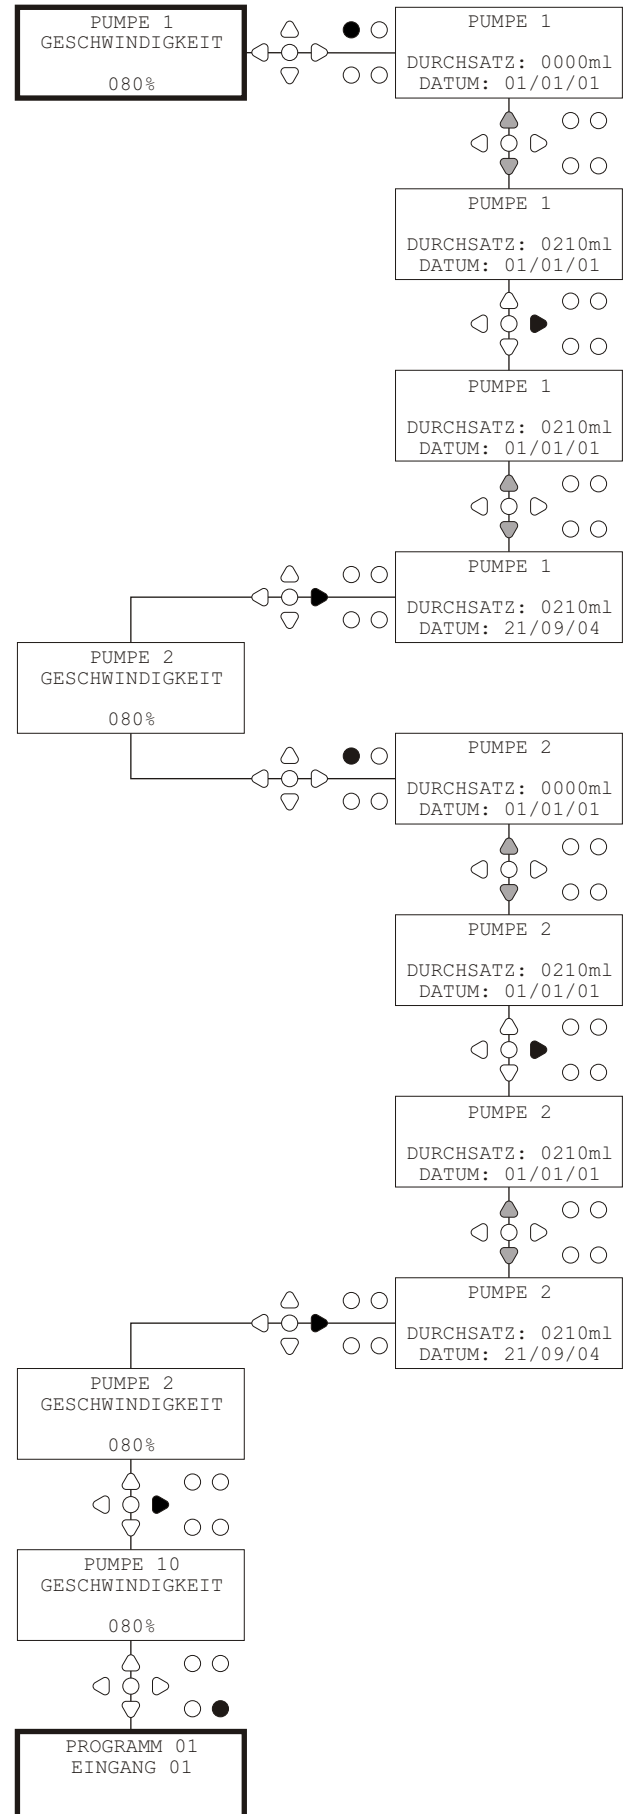 PUMPE 1
GESCHWINDIGKEIT
080%
PUMPE 1
DURCHSATZ: 0000ml
DATUM: 01/01/01
PUMPE 1
DURCHSATZ: 0210ml
DATUM: 01/01/01
PUMPE 1
DURCHSATZ: 0210ml
DATUM: 01/01/01
PUMPE 1
DURCHSATZ: 0210ml
DATUM: 21/09/04
PUMPE 2
GESCHWINDIGKEIT
080%
PUMPE 2
DURCHSATZ: 0000ml
DATUM: 01/01/01
PUMPE 2
DURCHSATZ: 0210ml
DATUM: 01/01/01
PUMPE 2
DURCHSATZ: 0210ml
DATUM: 01/01/01
PUMPE 2
DURCHSATZ: 0210ml
DATUM: 21/09/04
PUMPE 2
GESCHWINDIGKEIT
080%
PUMPE 10
GESCHWINDIGKEIT
080%
PROGRAMM 01
EINGANG 01